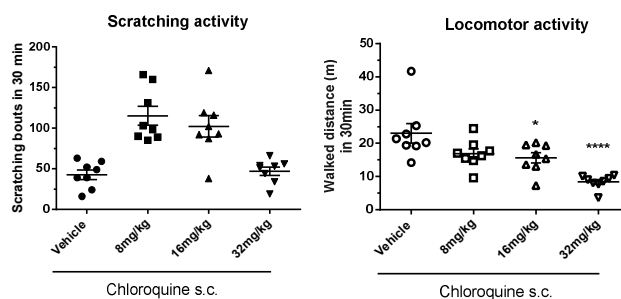 Scratching activity
Scratching bouts in 30 min
200
150
100
50
0
Vehicle
8mg/kg
16mg/kg
32mg/kg
Chloroquine s.c.
Locomotor activity
Walked distance (m)
in 30min
50
40
30
20
10
0
*
****
Vehicle
8mg/kg
16mg/kg
32mg/kg
Chloroquine s.c.